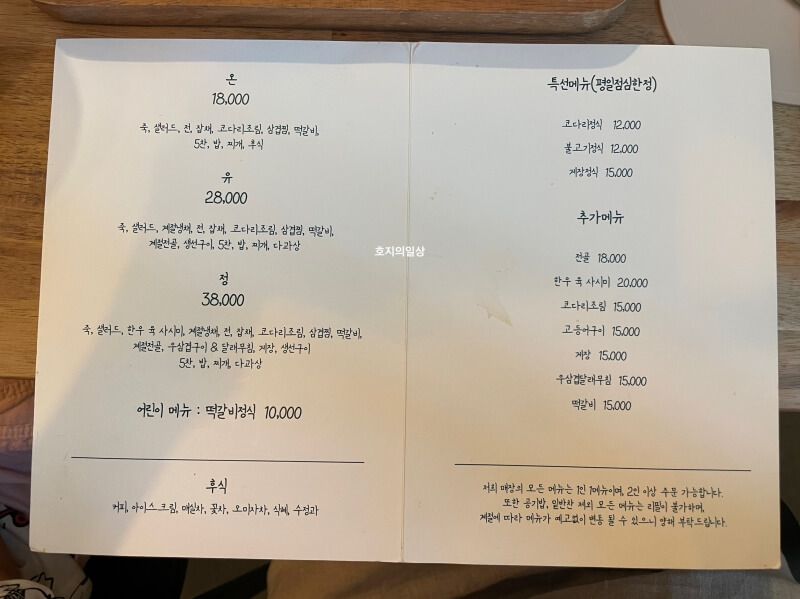 온
18,000
죽, 샐러드, 전, 잡채, 코다리조림, 삼겹찜, 떡갈비,
5찬, 밥, 찌개, 후식
유
28,000
죽, 샐러드, 계절냉채, 전, 잡채, 코다리조림, 삼겹찜, 떡갈비,
계절전골, 생선구이, 5찬, 밥, 찌개, 다과상
정
38,000
죽, 샐러드, 한우 육 사시미, 계절냉채, 전, 잡채, 코다리조림, 삼겹찜, 떡갈비,
계절전골, 우삼겹구이 & 달래무침, 게장, 생선구이
5찬, 밥, 찌개, 다과상
어린이 메뉴 : 떡갈비정식 10,000
후식
커피, 아이스크림, 매실차, 꽃차, 오미자차, 식혜, 수정과
호지의일상
특선메뉴(평일점심한정)
코다리정식 12,000
불고기정식 12,000
게장정식 15,000
추가메뉴
전골 18,000
한우 육 사시미 20,000
코다리조림 15,000
고등어구이 15,000
게장 15,000
우삼겹달래무침 15,000
떡갈비 15,000
저희 매장의 모든 메뉴는 1인 1메뉴이며, 2인 이상 주문 가능합니다.
또한 공기밥, 일반찬 제외 모든 메뉴는 리필이 불가하며,
계절에 따라 메뉴가 예고없이 변동 될 수 있으니 양해 부탁드립니다.